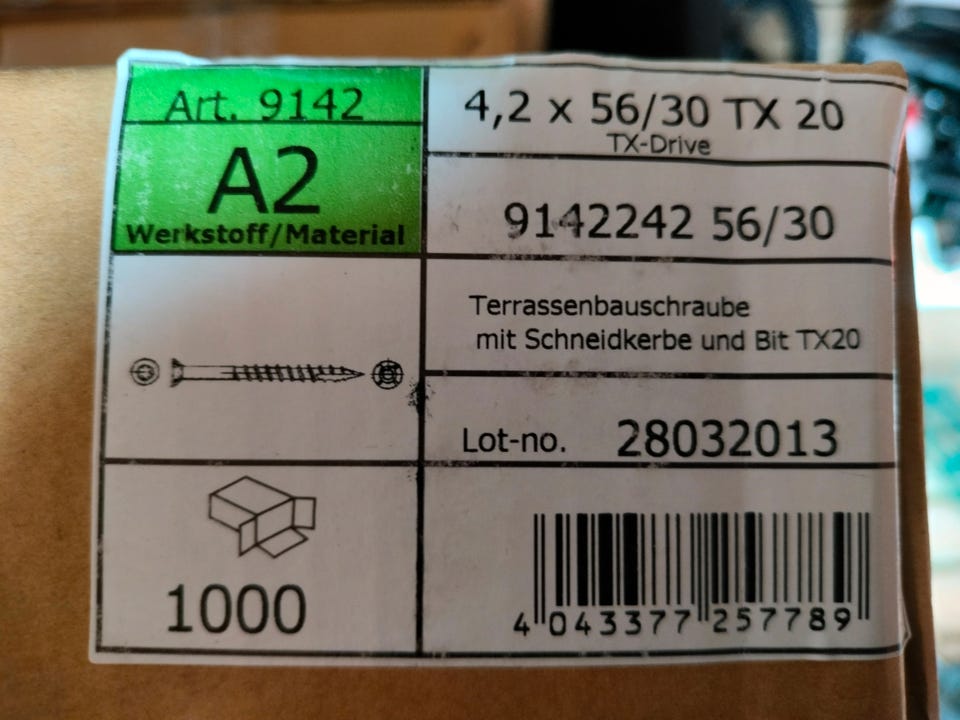 Art. 9142
A2
Werkstoff/Material
4,2 x 56/30 TX 20
TX-Drive
9142242 56/30
Terrassenbauschraube
mit Schneidkerbe und Bit TX20
Lot-no. 28032013
1000
4 043377 257789